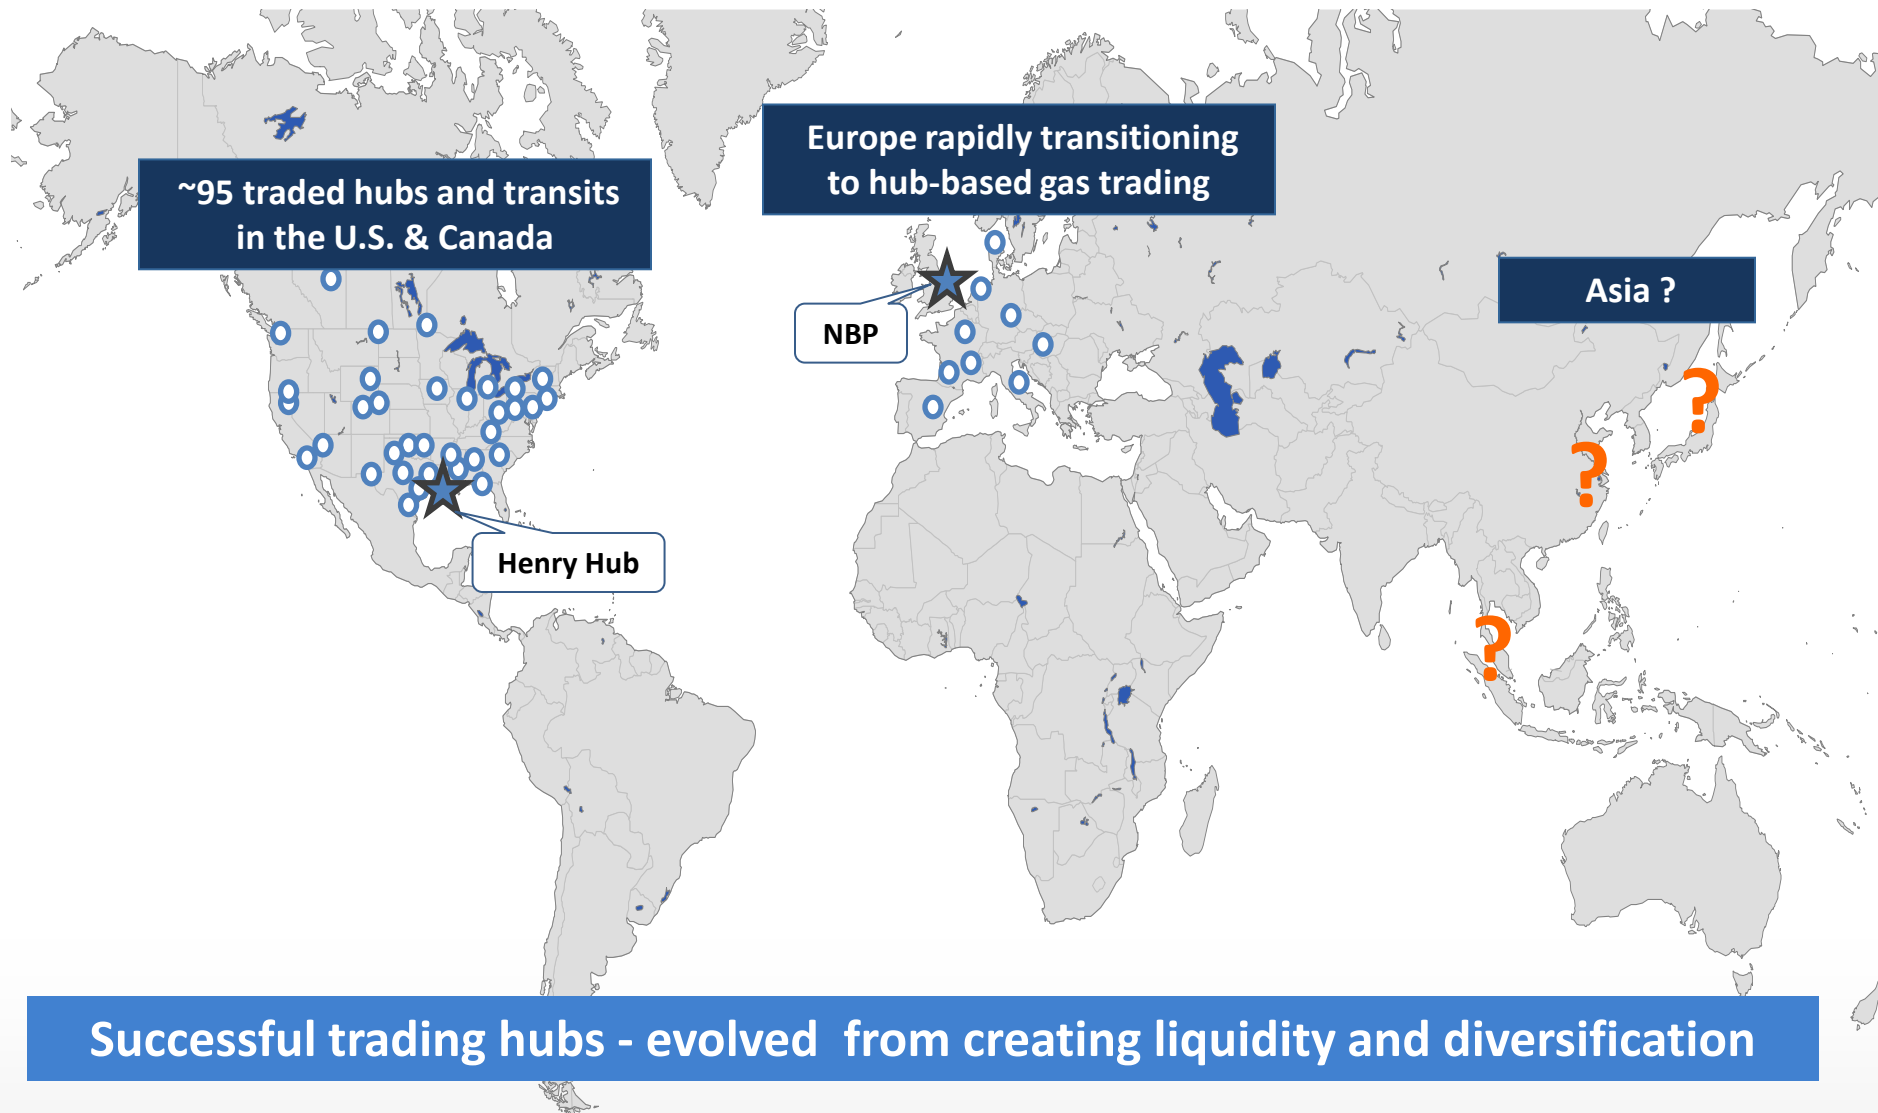 Europe rapidly transitioning
to hub-based gas trading
~95 traded hubs and transits
in the U.S. & Canada
Asia ?
NBP
?
?
Henry Hub
?
Successful trading hubs - evolved  from creating liquidity and diversification